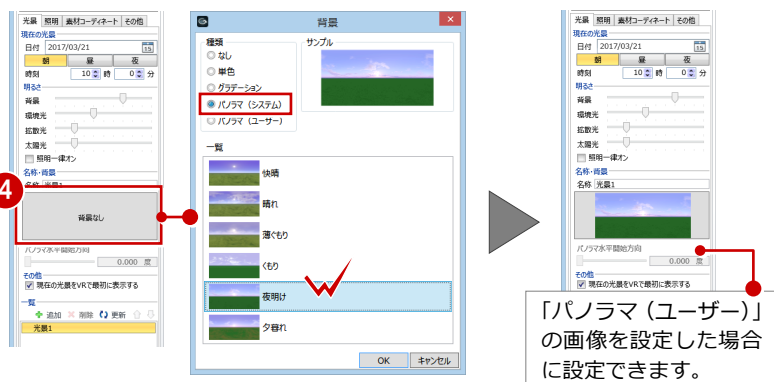 光景 照明 素材コーディネート その他
現在の光景
日付 2017/03/21 15
朝 昼 夜
時刻 10 時 0 分
明るさ
背景
環境光
拡散光
太陽光
照明一律オン
名称・背景
名称 光景1
4
背景なし
パノラマ水平開始方向
0.000 度
その他
現在の光景をVRで最初に表示する
一覧
追加 削除 更新
光景1
背景
種類
なし
単色
グラデーション
パノラマ（システム）
パノラマ（ユーザー）
サンプル
一覧
快晴
晴れ
薄ぐもり
くもり
夜明け
夕暮れ
OK キャンセル
光景 照明 素材コーディネート その他
現在の光景
日付 2017/03/21 15
朝 昼 夜
時刻 10 時 0 分
明るさ
背景
環境光
拡散光
太陽光
照明一律オン
名称・背景
名称 光景1
パノラマ水平開始方向
0.000 度
その他
現在の光景をVRで最初に表示する
「パノラマ（ユーザー）」
の画像を設定した場合
に設定できます。